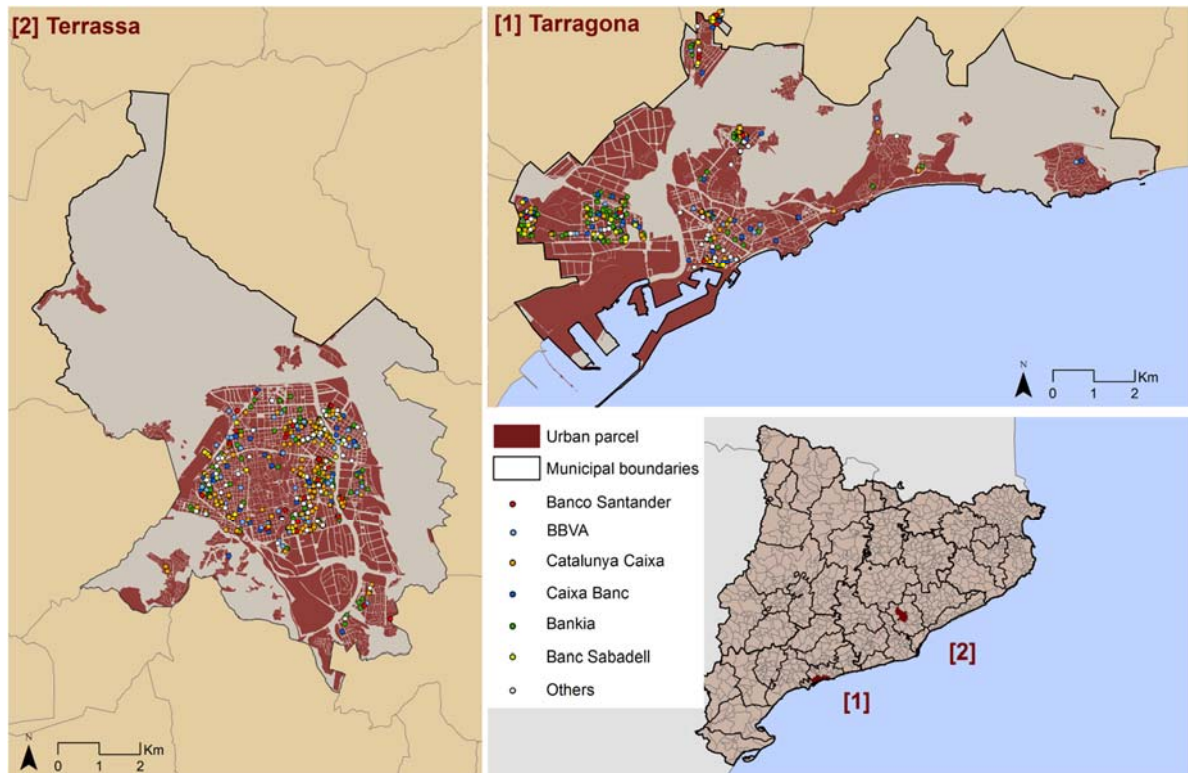 [2] Terrassa
N
0 1 2 Km
[1] Tarragona
N
0 1 2 Km
Urban parcel
Municipal boundaries
Banco Santander
BBVA
Catalunya Caixa
Caixa Banc
Bankia
Banc Sabadell
Others
[2]
[1]